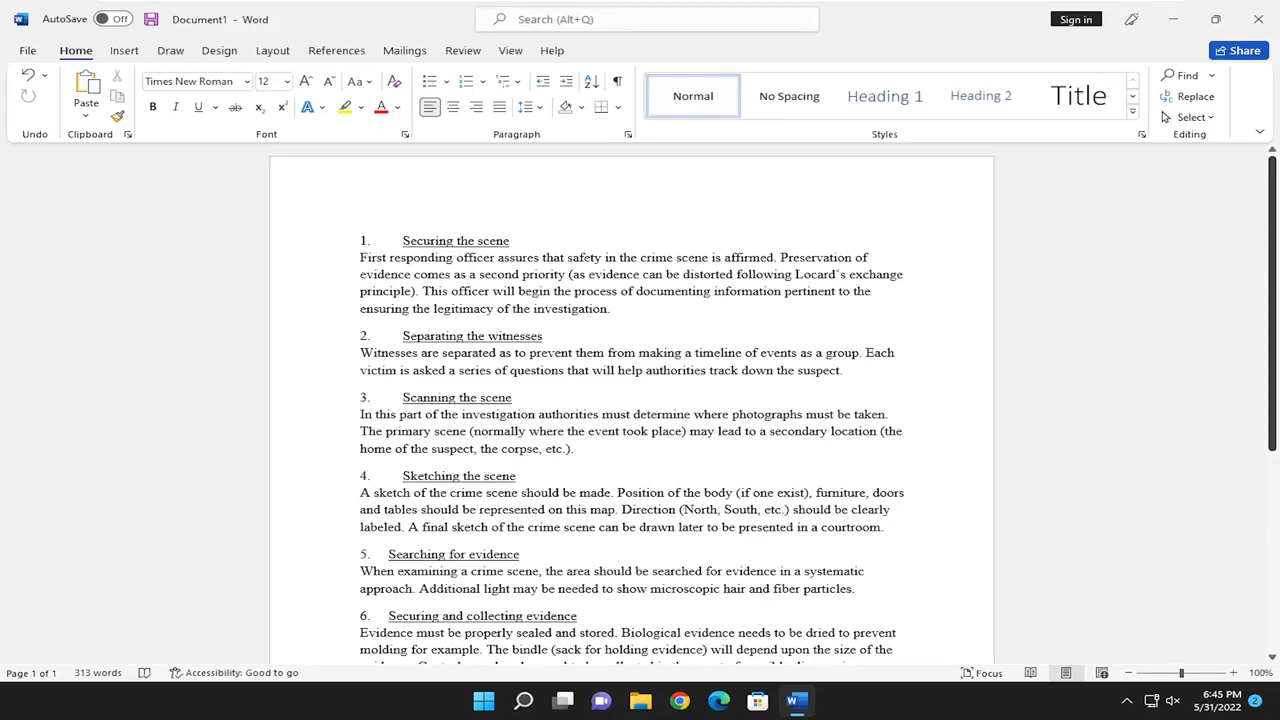 AutoSave Off Document1 - Word Search (Alt+Q) Sign in
File Home Insert Draw Design Layout References Mailings Review View Help Share
Times New Roman 12 Aa Find
Paste Normal No Spacing Heading 1 Heading 2 Title Replace
B I U ab x₂ x² A A Select
Undo Clipboard Font Paragraph Styles Editing
1. Securing the scene
First responding officer assures that safety in the crime scene is affirmed. Preservation of
evidence comes as a second priority (as evidence can be distorted following Locard's exchange
principle). This officer will begin the process of documenting information pertinent to the
ensuring the legitimacy of the investigation.
2. Separating the witnesses
Witnesses are separated as to prevent them from making a timeline of events as a group. Each
victim is asked a series of questions that will help authorities track down the suspect.
3. Scanning the scene
In this part of the investigation authorities must determine where photographs must be taken.
The primary scene (normally where the event took place) may lead to a secondary location (the
home of the suspect, the corpse, etc.).
4. Sketching the scene
A sketch of the crime scene should be made. Position of the body (if one exist), furniture, doors
and tables should be represented on this map. Direction (North, South, etc.) should be clearly
labeled. A final sketch of the crime scene can be drawn later to be presented in a courtroom.
5. Searching for evidence
When examining a crime scene, the area should be searched for evidence in a systematic
approach. Additional light may be needed to show microscopic hair and fiber particles.
6. Securing and collecting evidence
Evidence must be properly sealed and stored. Biological evidence needs to be dried to prevent
molding for example. The bindle (sack for holding evidence) will depend upon the size of the
Page 1 of 1 313 words Accessibility: Good to go Focus 100%
6:45 PM
5/31/2022 2